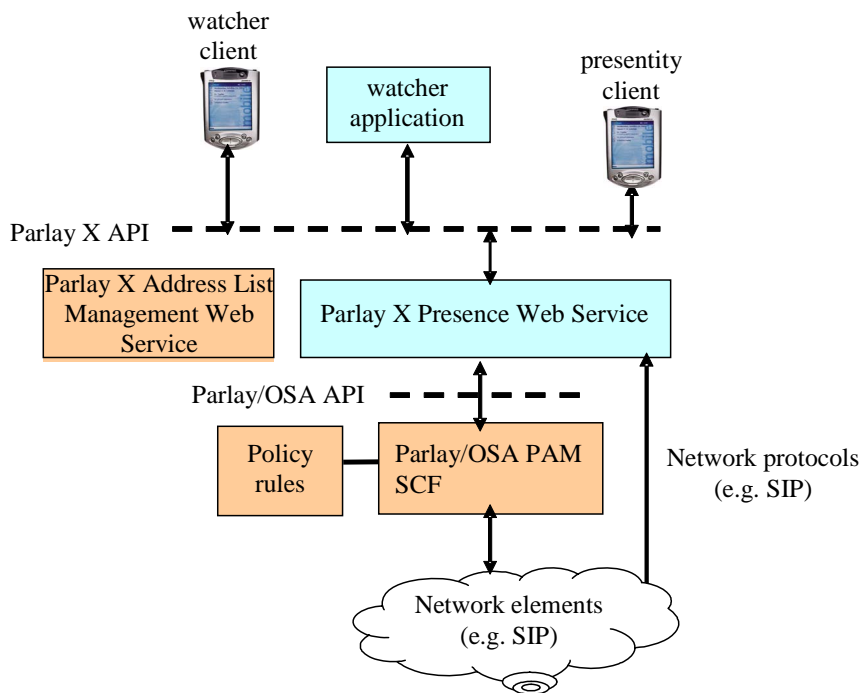 watcher
client
presentity
client
watcher
application
Parlay X API
Parlay X Address List
Management Web
Service
Parlay X Presence Web Service
Parlay/OSA API
Policy
rules
Parlay/OSA PAM
SCF
Network protocols
(e.g. SIP)
Network elements
(e.g. SIP)